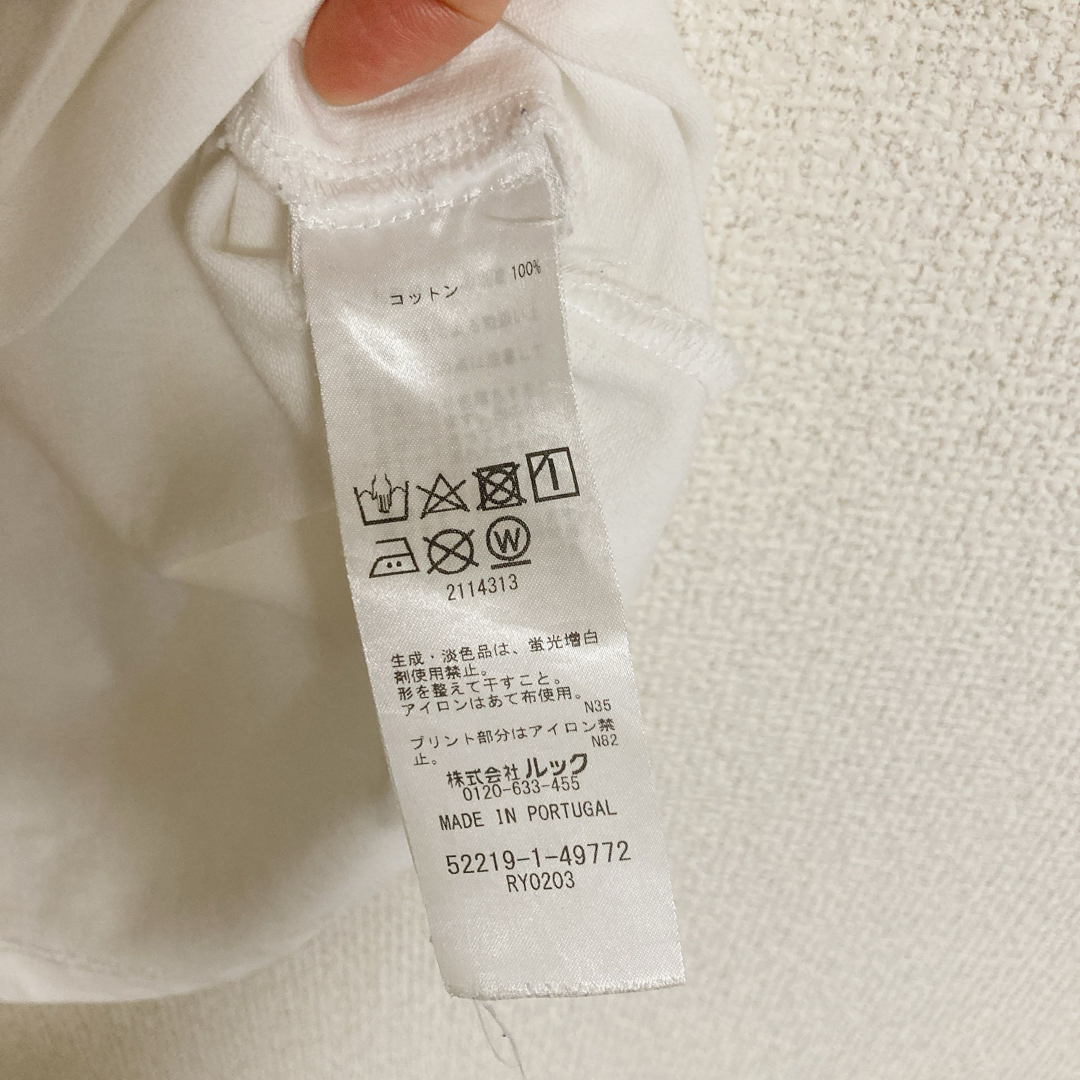 コットン 100%
W
2114313
生成・淡色品は、蛍光増白
剤使用禁止。
形を整えて干すこと。
アイロンはあて布使用。 N35
プリント部分はアイロン禁
止。 N82
株式会社ルック
0120-633-455
MADE IN PORTUGAL
52219-1-49772
RY0203